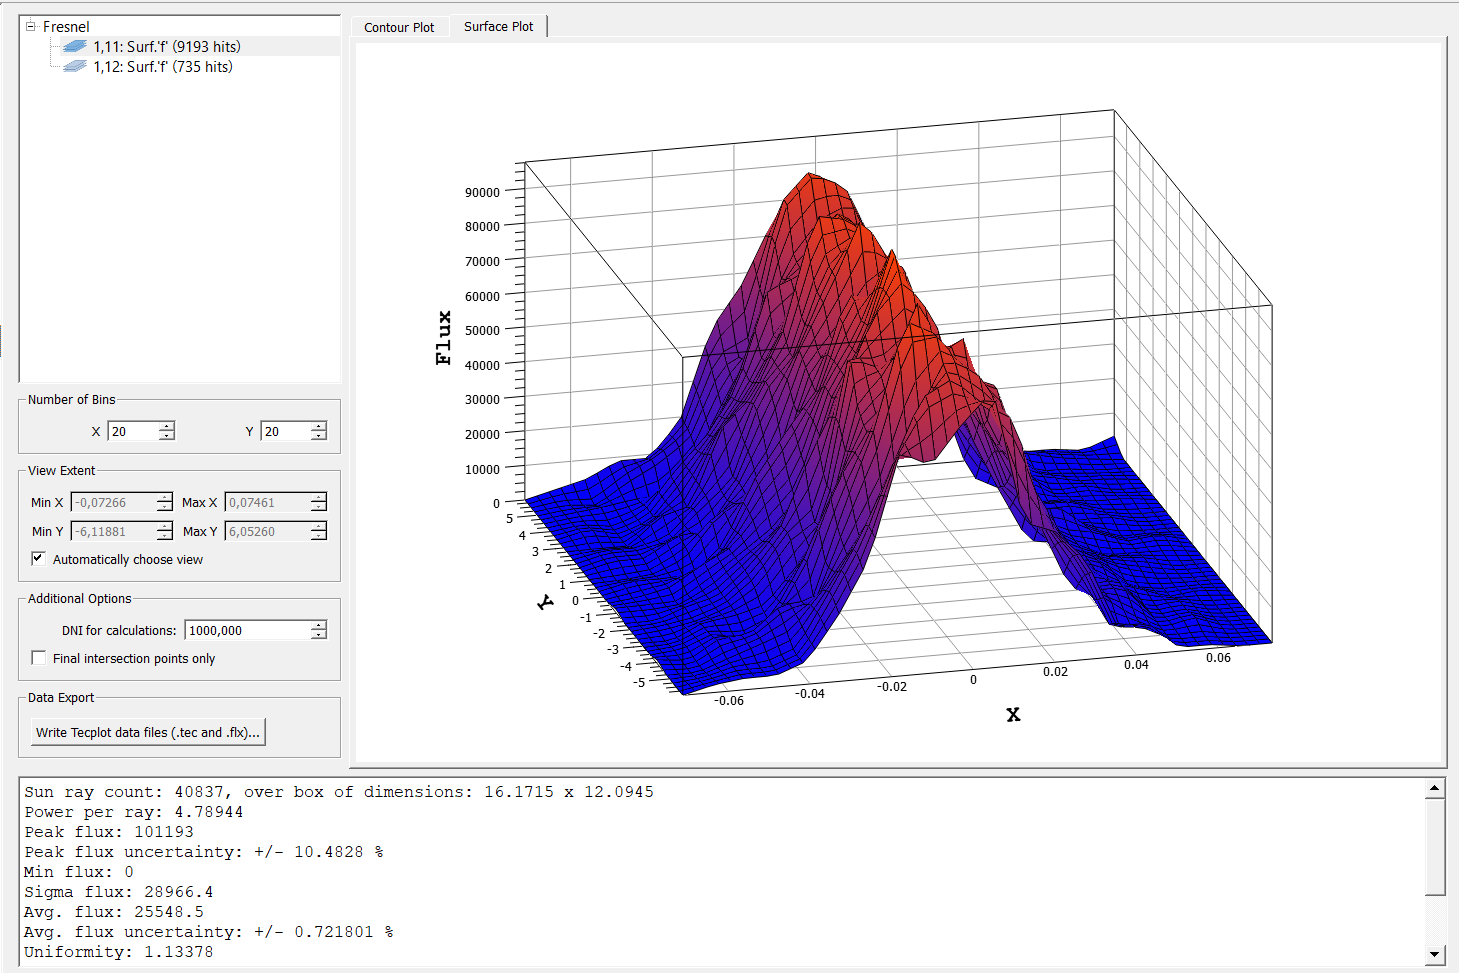 Fresnel
1,11: Surf.'f' (9193 hits)
1,12: Surf.'f' (735 hits)
Number of Bins
X 20 Y 20
View Extent
Min X -0,07266 Max X 0,07461
Min Y -6,11881 Max Y 6,05260
Automatically choose view
Additional Options
DNI for calculations: 1000,000
Final intersection points only
Data Export
Write Tecplot data files (.tec and .flx)...
Contour Plot Surface Plot
Flux
90000
80000
70000
60000
50000
40000
30000
20000
10000
0
5
4
3
2
1
0
-1
-2
-3
-4
-5
Y
-0.06 -0.04 -0.02 0 0.02 0.04 0.06
X
Sun ray count: 40837, over box of dimensions: 16.1715 x 12.0945
Power per ray: 4.78944
Peak flux: 101193
Peak flux uncertainty: +/- 10.4828 %
Min flux: 0
Sigma flux: 28966.4
Avg. flux: 25548.5
Avg. flux uncertainty: +/- 0.721801 %
Uniformity: 1.13378